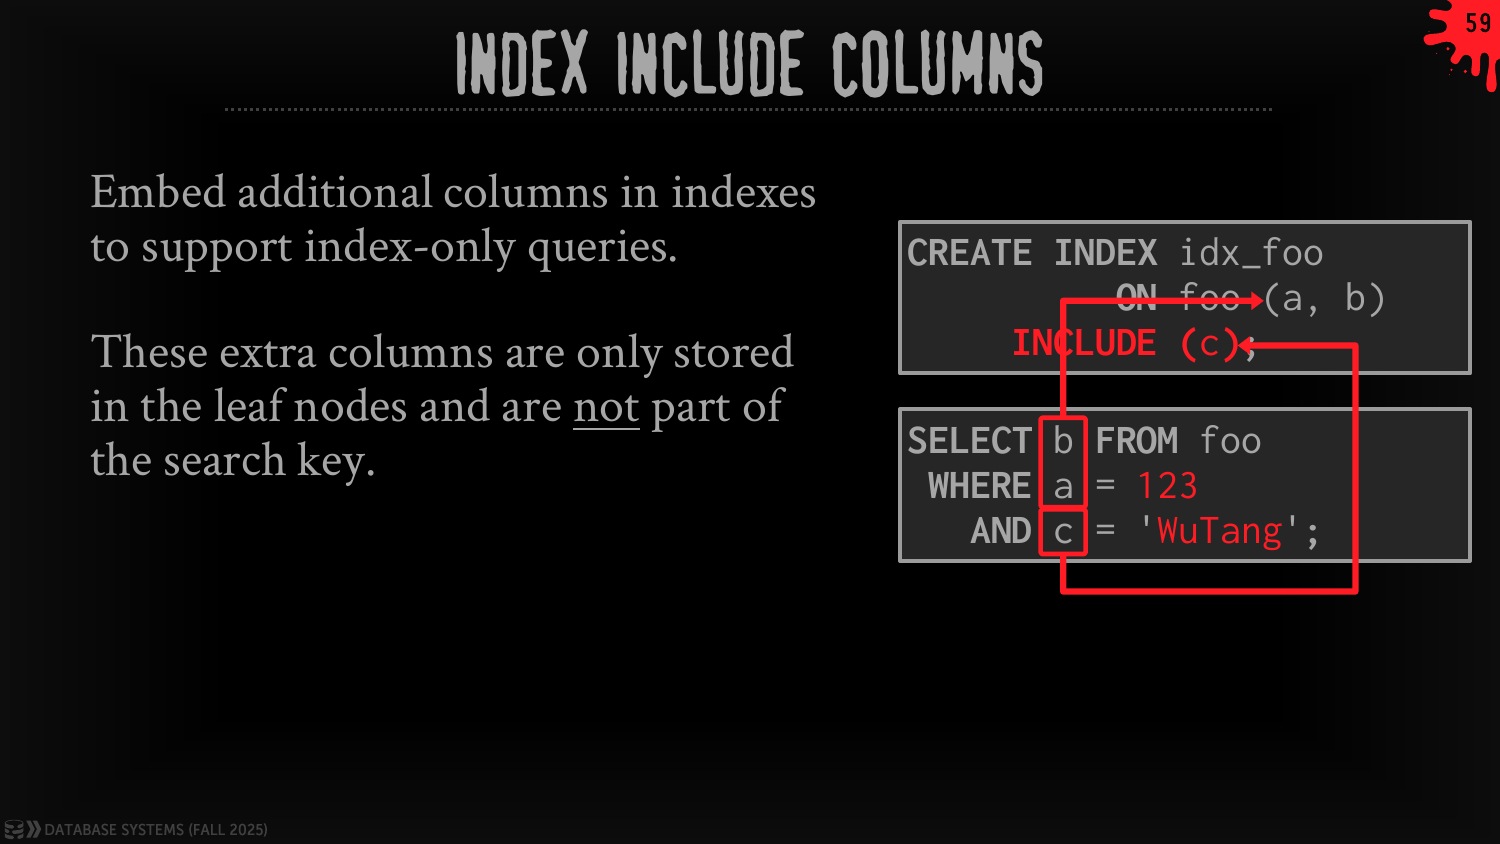 59
INDEX INCLUDE COLUMNS
Embed additional columns in indexes
to support index-only queries.
These extra columns are only stored
in the leaf nodes and are not part of
the search key.
CREATE INDEX idx_foo
ON foo (a, b)
INCLUDE (c);
SELECT b FROM foo
WHERE a = 123
AND c = 'WuTang';
DATABASE SYSTEMS (FALL 2025)